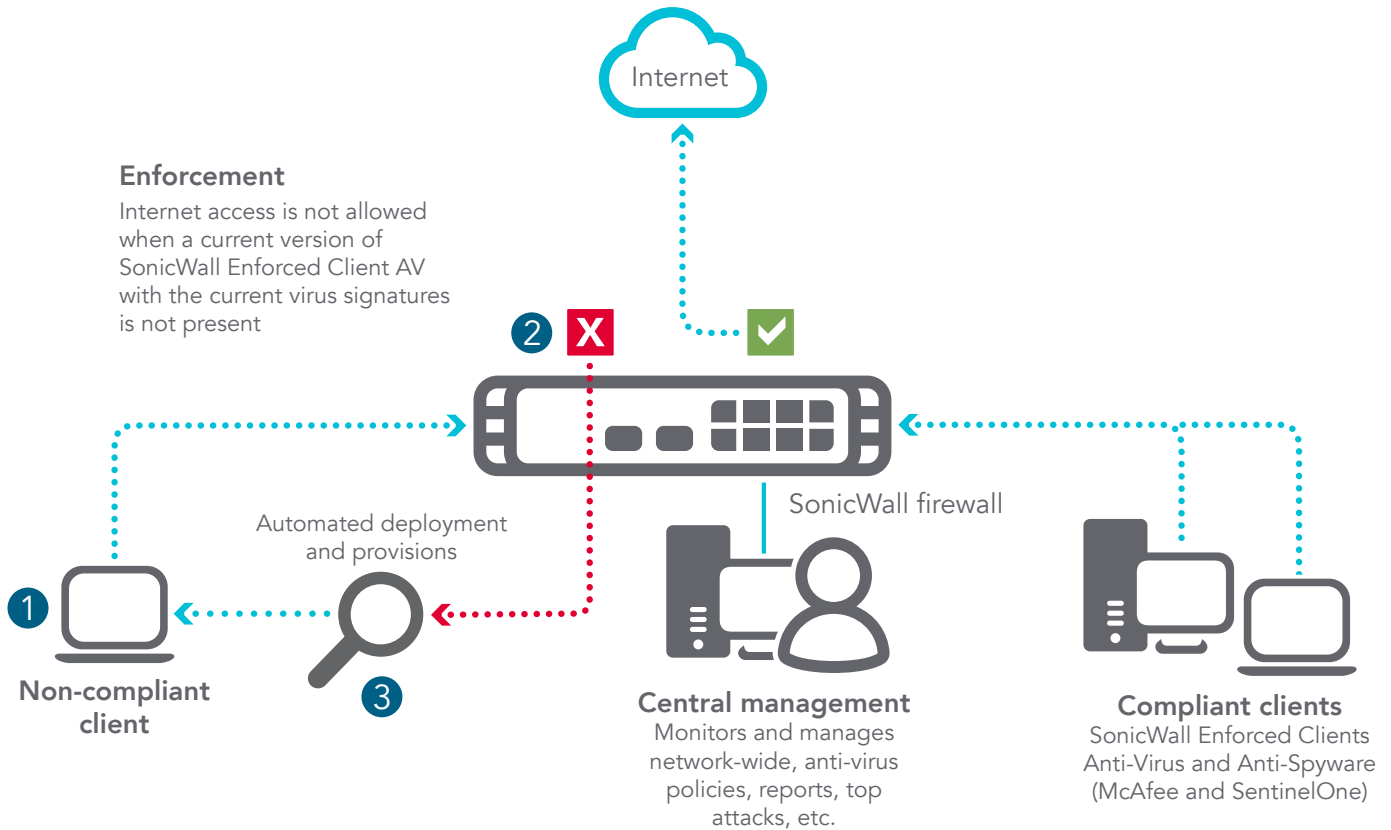 Internet
Enforcement
Internet access is not allowed
when a current version of
SonicWall Enforced Client AV
with the current virus signatures
is not present
2
X
SonicWall firewall
Automated deployment
and provisions
1
3
Non-compliant
client
Central management
Monitors and manages
network-wide, anti-virus
policies, reports, top
attacks, etc.
Compliant clients
SonicWall Enforced Clients
Anti-Virus and Anti-Spyware
(McAfee and SentinelOne)